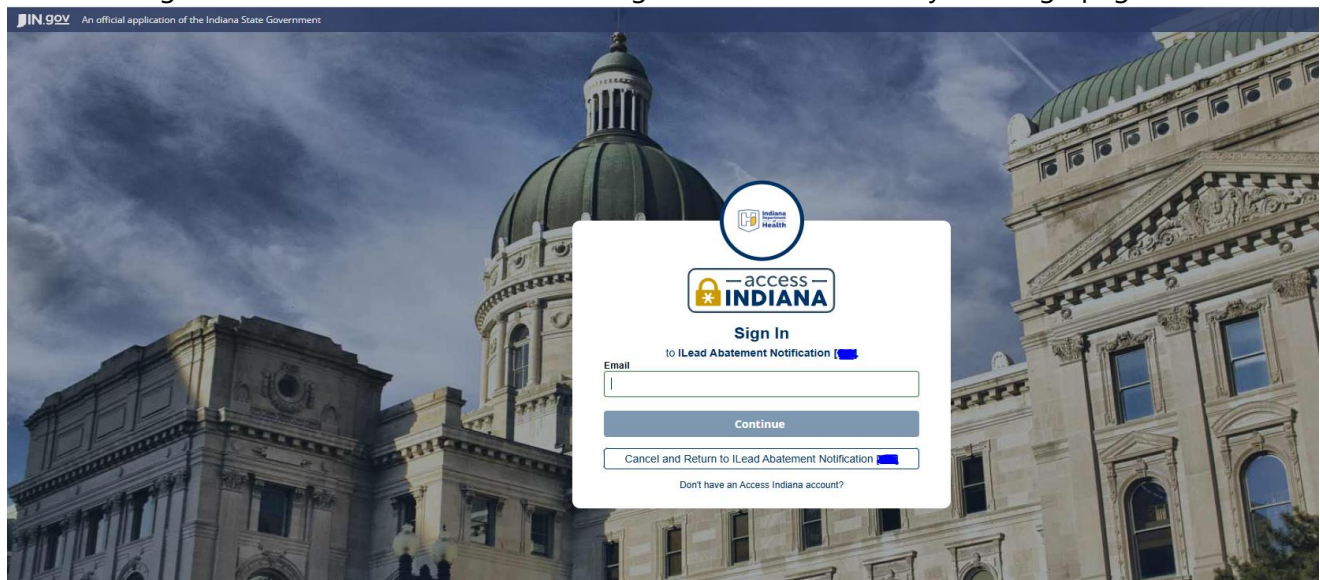 IN.gov An official application of the Indiana State Government
Indiana
Department
of
Health
access
INDIANA
Sign In
to ILead Abatement Notification [
Email
Continue
Cancel and Return to ILead Abatement Notification
Don't have an Access Indiana account?